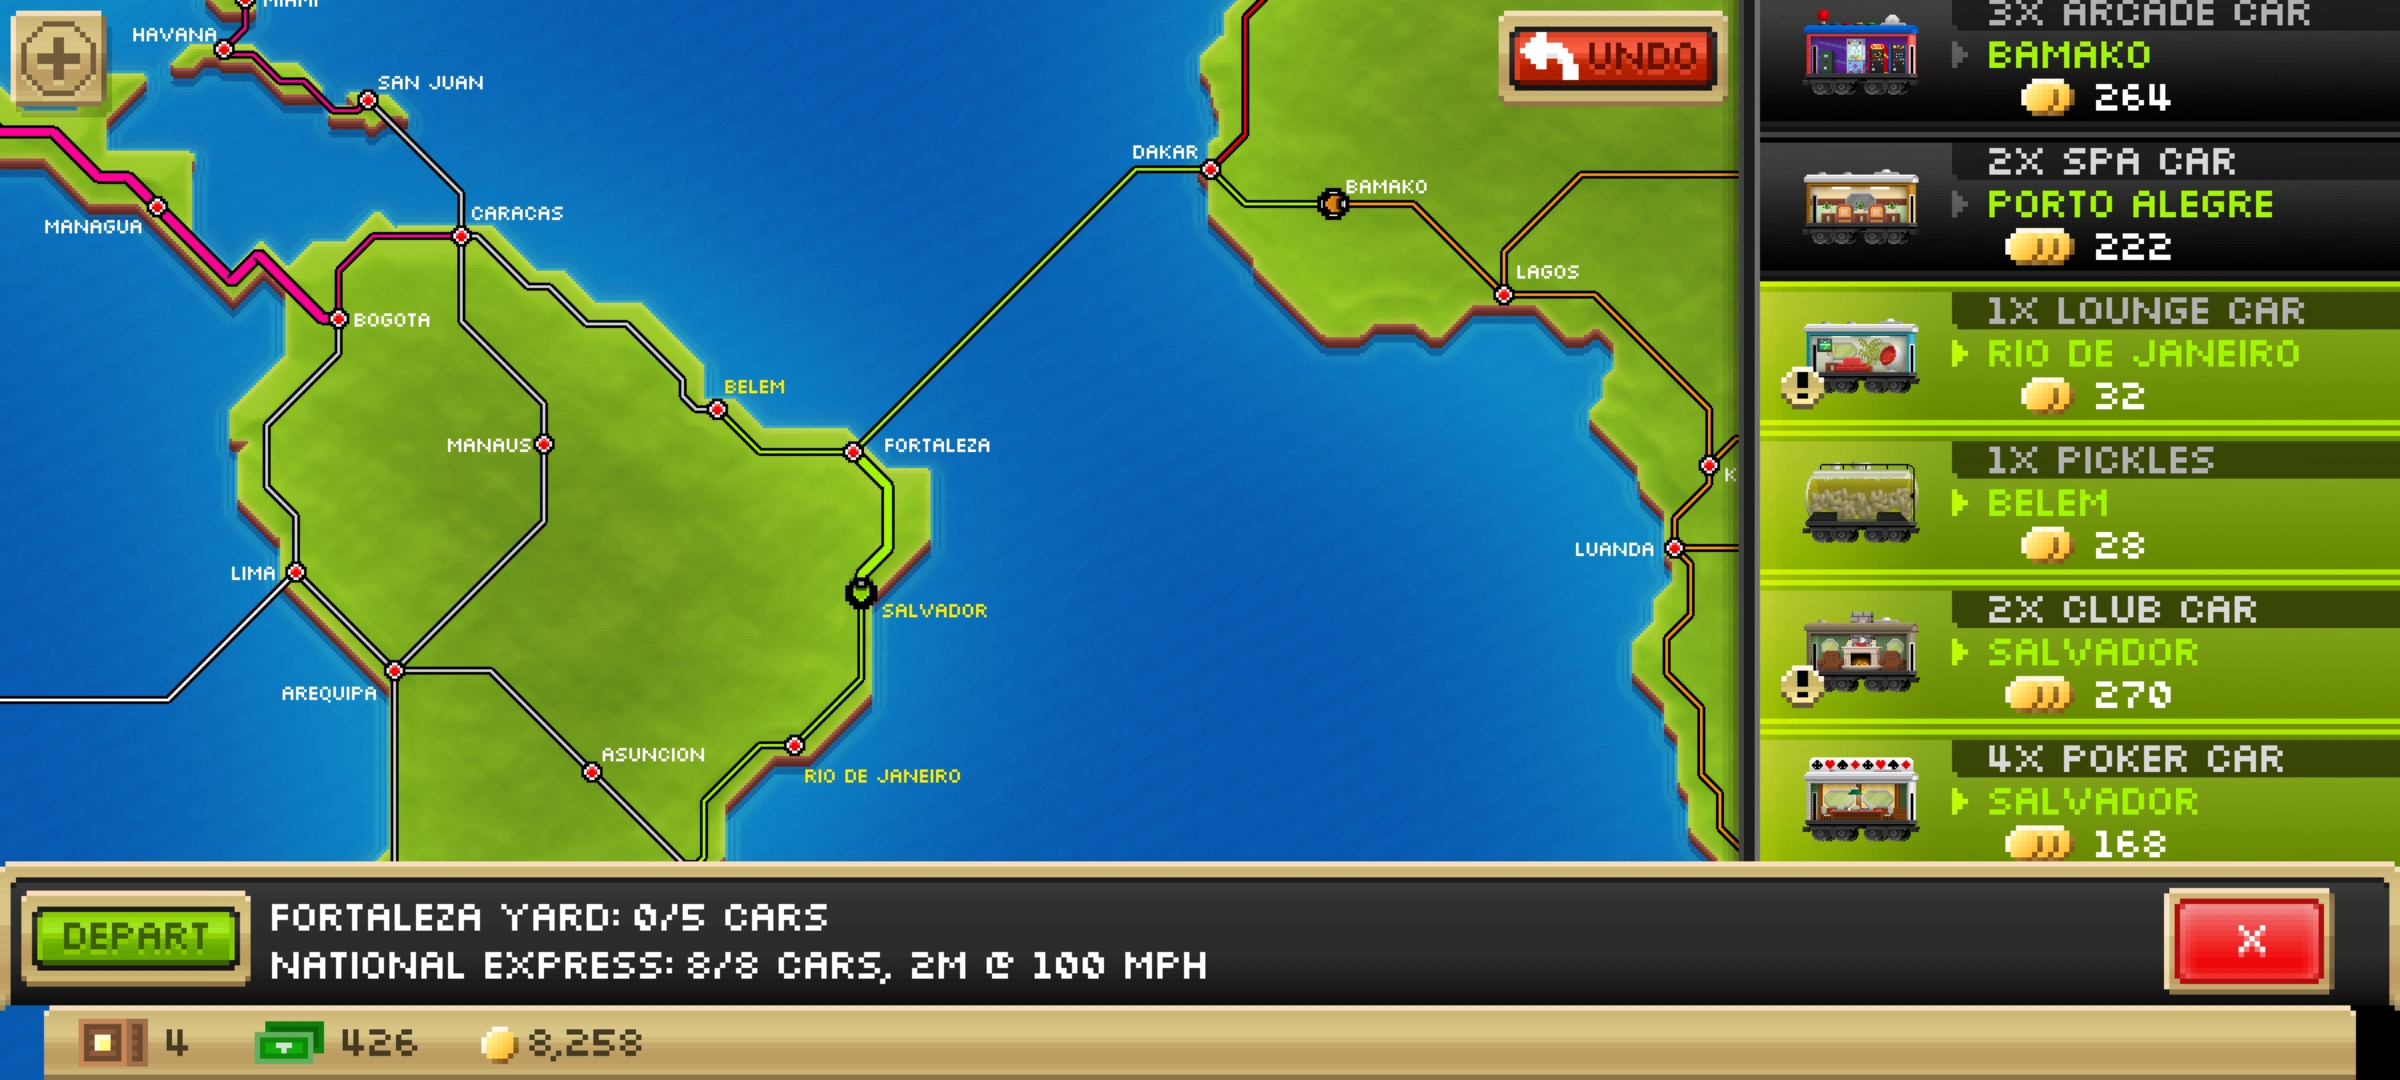 MIAMI
HAVANA
SAN JUAN
MANAGUA
CARACAS
BOGOTA
BELEM
MANAUS
FORTALEZA
LIMA
SALVADOR
AREQUIPA
ASUNCION
RIO DE JANEIRO
DAKAR
BAMAKO
LAGOS
K
LUANDA
UNDO
3X ARCADE CAR
BAMAKO
264
2X SPA CAR
PORTO ALEGRE
222
1X LOUNGE CAR
RIO DE JANEIRO
32
1X PICKLES
BELEM
28
2X CLUB CAR
SALVADOR
270
4X POKER CAR
SALVADOR
168
DEPART
FORTALEZA YARD: 0/5 CARS
NATIONAL EXPRESS: 8/8 CARS, 2M @ 100 MPH
X
4
426
8,258